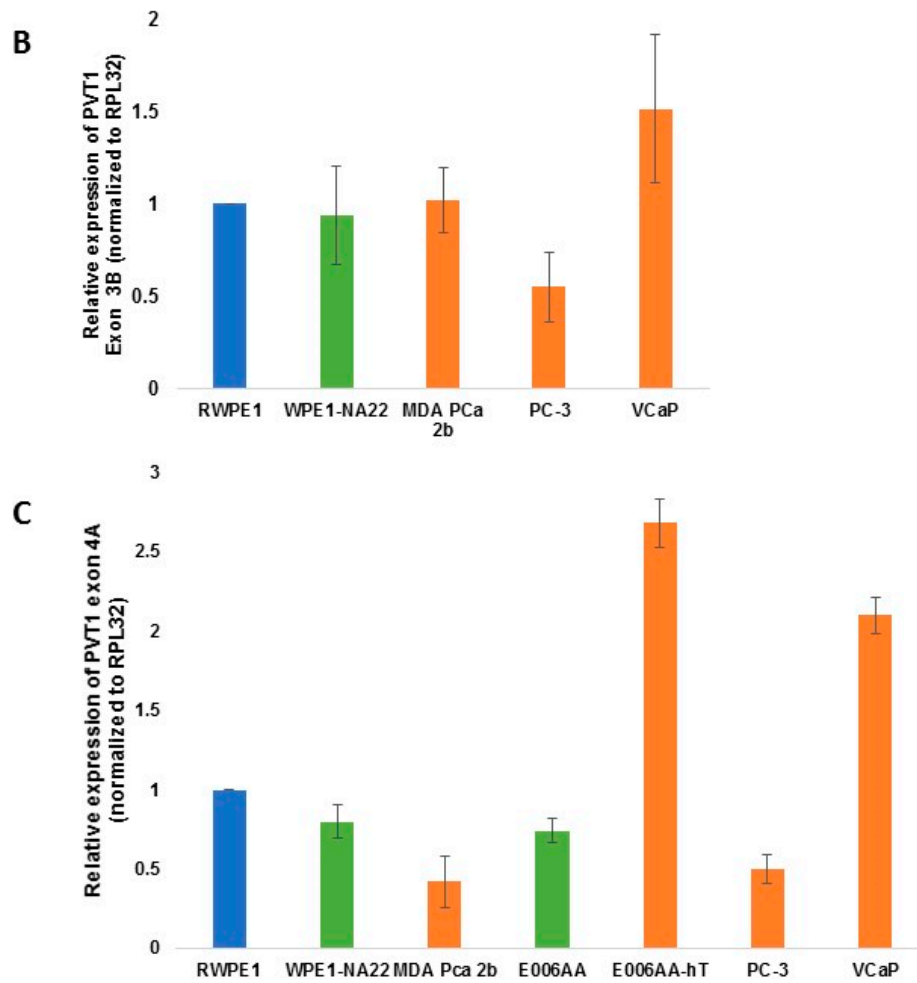 B
Relative expression of PVT1
Exon 3B (normalized to RPL32)
2
1.5
1
0.5
0
RWPE1 WPE1-NA22 MDA PCa 2b PC-3 VCaP
C
Relative expression of PVT1 exon 4A
(normalized to RPL32)
3
2.5
2
1.5
1
0.5
0
RWPE1 WPE1-NA22 MDA Pca 2b E006AA E006AA-hT PC-3 VCaP